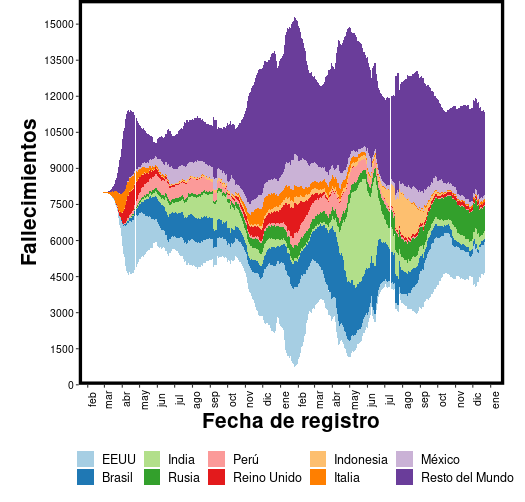 Fallecimientos
15000
13500
12000
10500
9000
7500
6000
4500
3000
1500
0
feb mar abr may jun jul ago sep oct nov dic ene feb mar abr may jun jul ago sep oct nov dic ene
Fecha de registro
EEUU India Perú Indonesia México
Brasil Rusia Reino Unido Italia Resto del Mundo